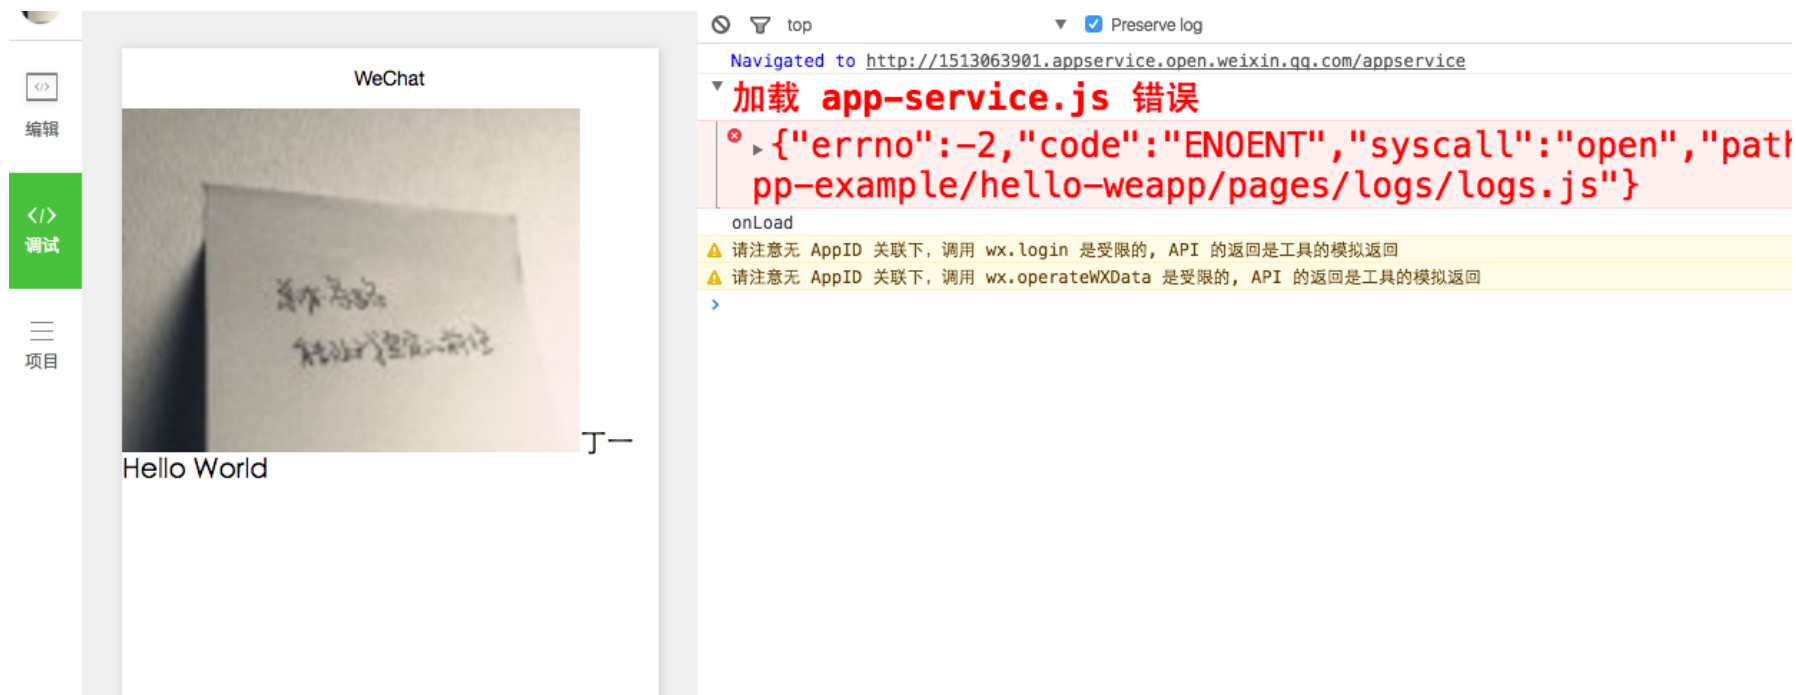 编辑
调试
项目
WeChat
丁一
Hello World
top
Preserve log
Navigated to http://1513063901.appservice.open.weixin.qq.com/appservice
加载 app-service.js 错误
{"errno":-2,"code":"ENOENT","syscall":"open","path
pp-example/hello-weapp/pages/logs/logs.js"}
onLoad
请注意无 AppID 关联下，调用 wx.login 是受限的, API 的返回是工具的模拟返回
请注意无 AppID 关联下，调用 wx.operateWXData 是受限的, API 的返回是工具的模拟返回